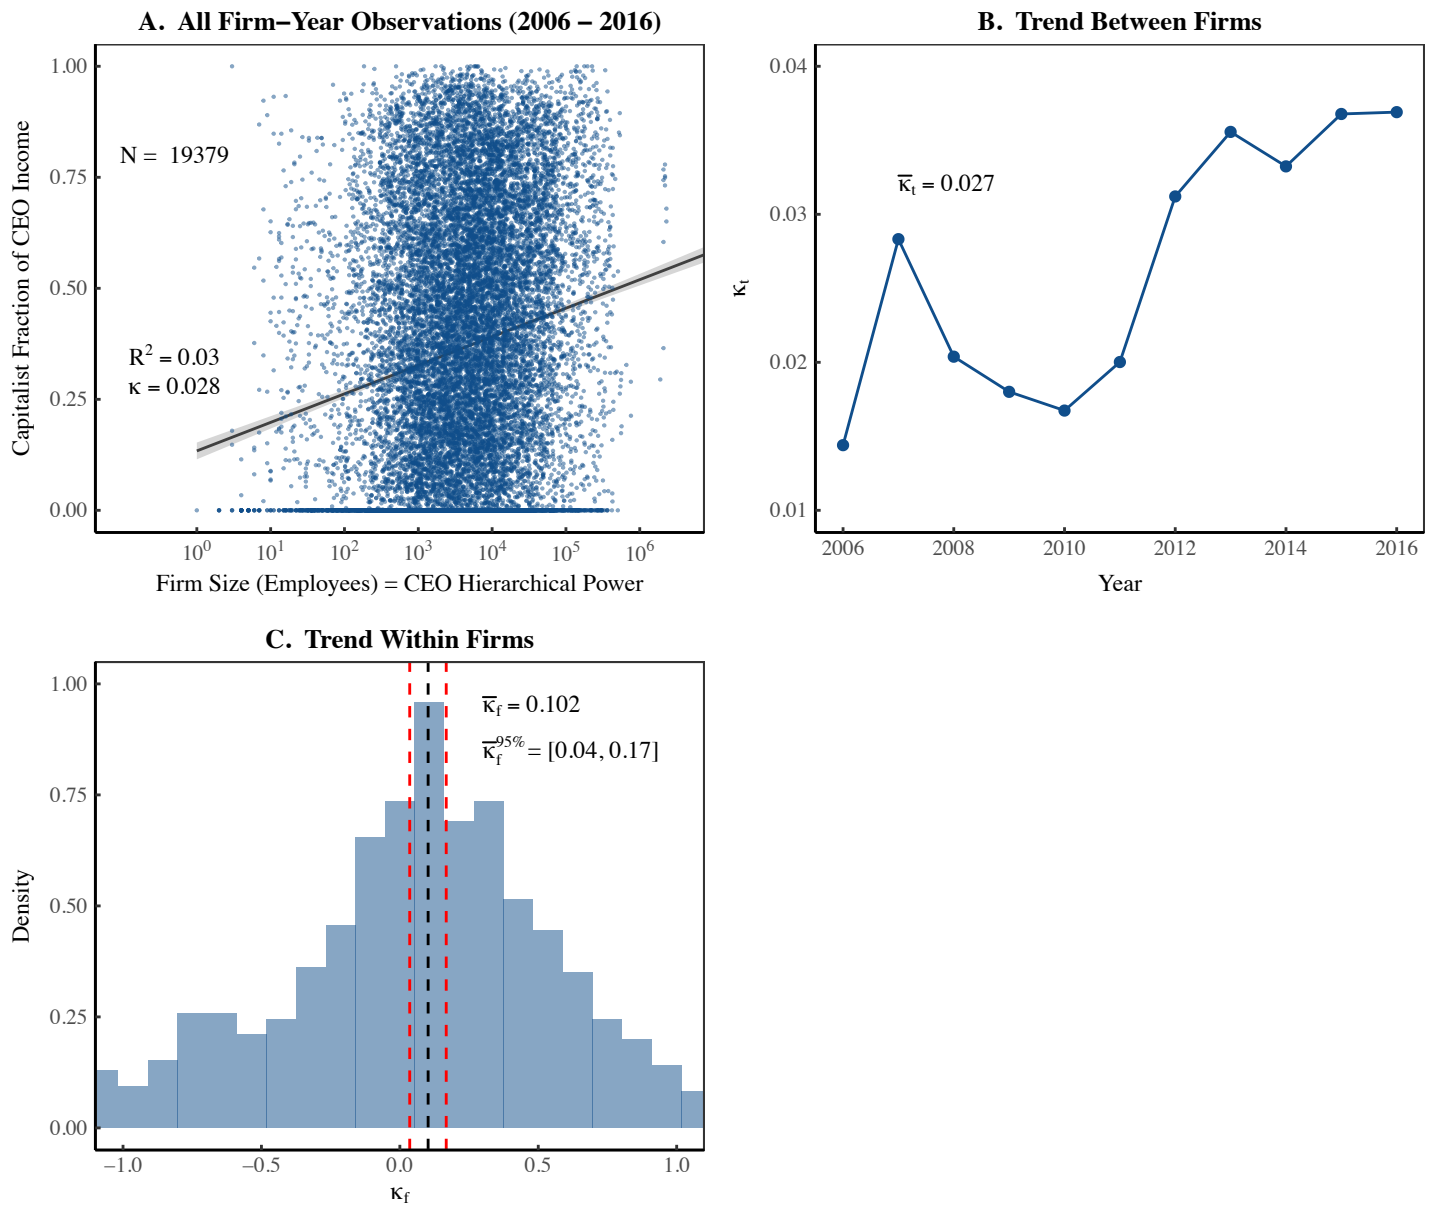 A. All Firm−Year Observations (2006 − 2016)
1.00
0.75
0.50
0.25
0.00
Capitalist Fraction of CEO Income
N = 19379
R² = 0.03
κ = 0.028
10⁰ 10¹ 10² 10³ 10⁴ 10⁵ 10⁶
Firm Size (Employees) = CEO Hierarchical Power
B. Trend Between Firms
0.04
0.03
0.02
0.01
κₜ
κ̅ₜ = 0.027
2006 2008 2010 2012 2014 2016
Year
C. Trend Within Firms
1.00
0.75
0.50
0.25
0.00
Density
κ̅f = 0.102
κ̅f95% = [0.04, 0.17]
−1.0 −0.5 0.0 0.5 1.0
κf